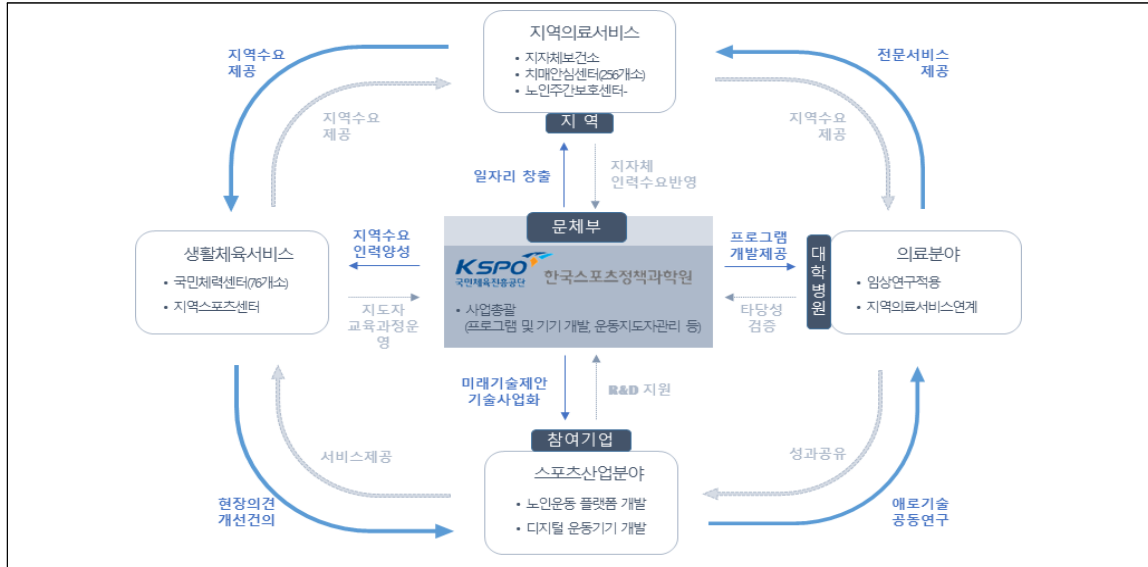 지역의료서비스
• 지자체보건소
• 치매안심센터(256개소)
• 노인주간보호센터-
지 역
지역수요
제공
전문서비스
제공
지역수요
제공
지역수요
제공
일자리 창출
지자체
인력수요반영
문체부
생활체육서비스
• 국민체력센터(76개소)
• 지역스포츠센터
지역수요
인력양성
지도자
교육과정운
영
KSPO
국민체육진흥공단
한국스포츠정책과학원
• 사업총괄
(프로그램 및 기기 개발, 운동지도자관리 등)
프로그램
개발제공
타당성
검증
대학병원
의료분야
• 임상연구적용
• 지역의료서비스연계
미래기술제안
기술사업화
R&D 지원
참여기업
스포츠산업분야
• 노인운동 플랫폼 개발
• 디지털 운동기기 개발
서비스제공
성과공유
현장의견
개선건의
애로기술
공동연구